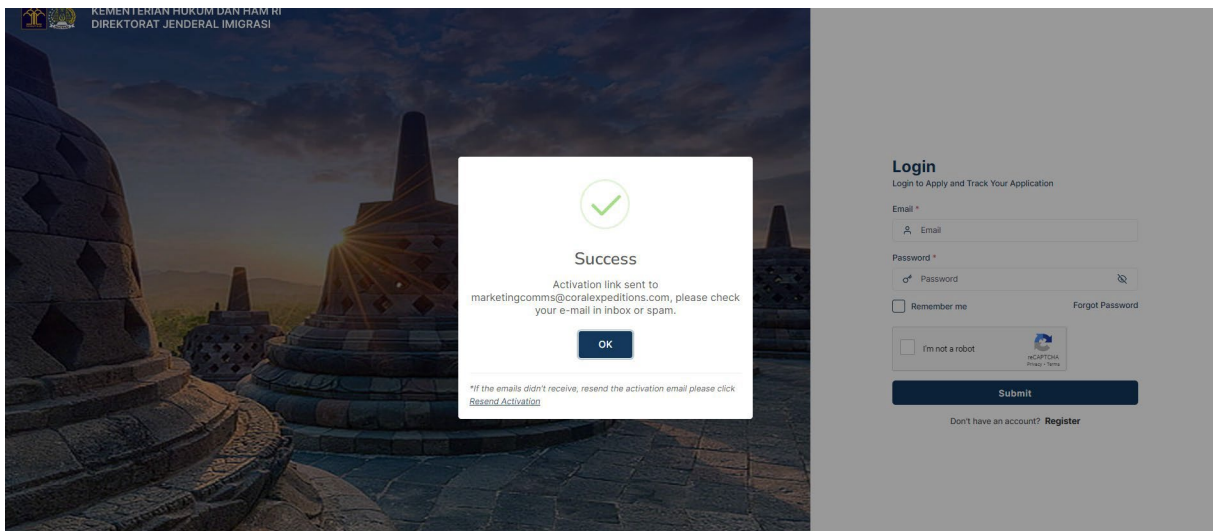 KEMENTERIAN HUKUM DAN HAM RI
DIREKTORAT JENDERAL IMIGRASI
Success
Activation link sent to
marketingcomms@coralexpeditions.com, please check
your e-mail in inbox or spam.
OK
*If the emails didn't receive, resend the activation email please click
Resend Activation
Login
Login to Apply and Track Your Application
Email *
Email
Password *
Password
Remember me Forgot Password
I'm not a robot
reCAPTCHA
Privacy - Terms
Submit
Don't have an account? Register